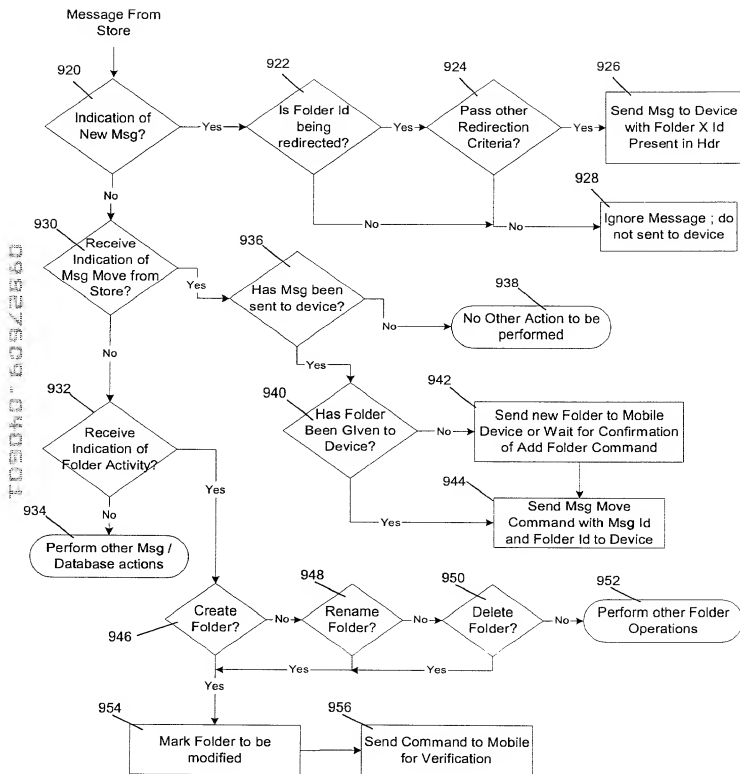 Message From
Store
920
922
924
926
Indication of
New Msg?
Yes
Is Folder Id
being
redirected?
Yes
Pass other
Redirection
Criteria?
Yes
Send Msg to Device
with Folder X Id
Present in Hdr
No
No
No
928
Ignore Message ; do
not sent to device
930
Receive
Indication of
Msg Move from
Store?
Yes
936
Has Msg been
sent to device?
No
938
No Other Action to be
performed
No
Yes
932
Receive
Indication of
Folder Activity?
940
Has Folder
Been GIven to
Device?
No
942
Send new Folder to Mobile
Device or Wait for Confirmation
of Add Folder Command
Yes
944
Send Msg Move
Command with Msg Id
and Folder Id to Device
Yes
No
934
Perform other Msg /
Database actions
946
Create
Folder?
No
948
Rename
Folder?
No
950
Delete
Folder?
No
952
Perform other Folder
Operations
Yes
Yes
Yes
954
Mark Folder to be
modified
956
Send Command to Mobile
for Verification